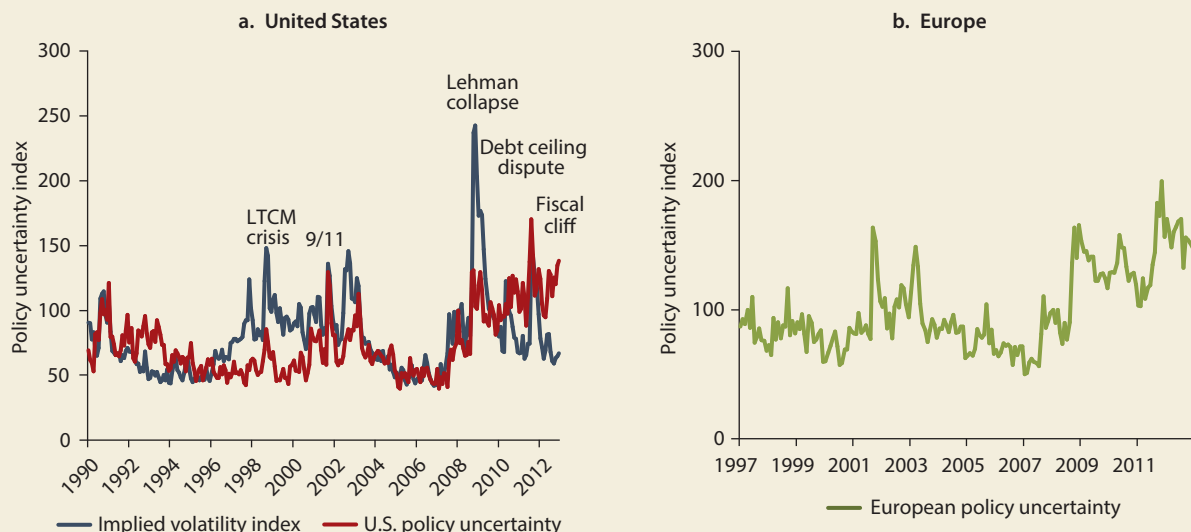 a. United States
Policy uncertainty index
300
250
200
150
100
50
0
Lehman
collapse
Debt ceiling
dispute
Fiscal
cliff
LTCM
crisis
9/11
1990
1992
1994
1996
1998
2000
2002
2004
2006
2008
2010
2012
Implied volatility index
U.S. policy uncertainty
b. Europe
Policy uncertainty index
300
200
100
0
1997
1999
2001
2003
2005
2007
2009
2011
European policy uncertainty